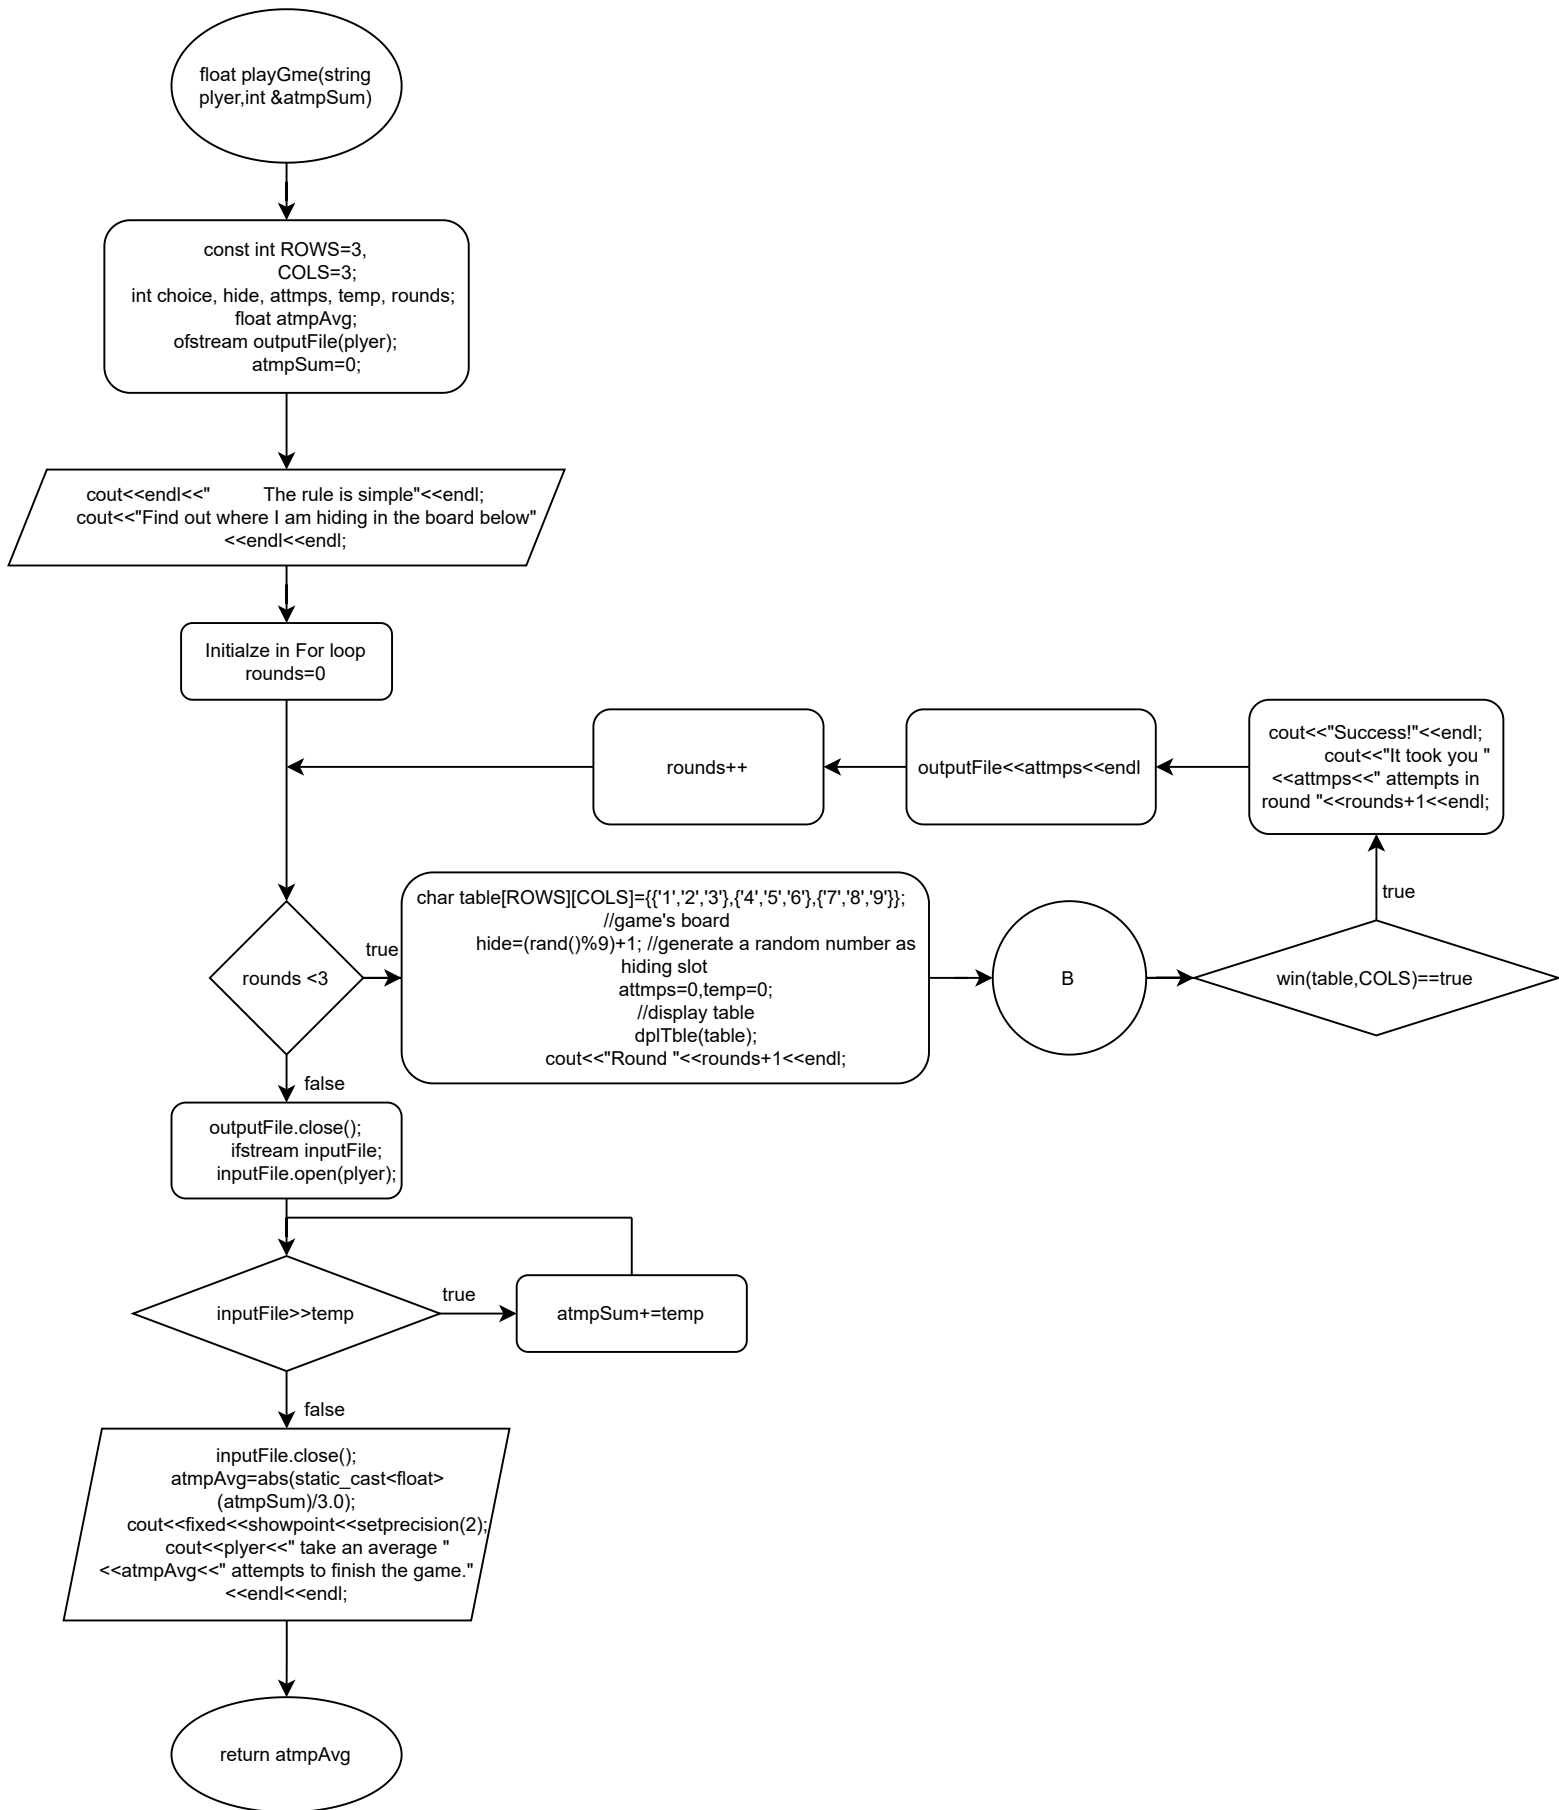 float playGme(string
plyer,int &atmpSum)
const int ROWS=3,
COLS=3;
int choice, hide, attmps, temp, rounds;
float atmpAvg;
ofstream outputFile(plyer);
atmpSum=0;
cout<<endl<<"          The rule is simple"<<endl;
cout<<"Find out where I am hiding in the board below"
<<endl<<endl;
Initialze in For loop
rounds=0
rounds++
outputFile<<attmps<<endl
cout<<"Success!"<<endl;
cout<<"It took you "
<<attmps<<" attempts in
round "<<rounds+1<<endl;
true
rounds <3
true
char table[ROWS][COLS]={{'1','2','3'},{'4','5','6'},{'7','8','9'}};
//game's board
hide=(rand()%9)+1; //generate a random number as
hiding slot
attmps=0,temp=0;
//display table
dplTble(table);
cout<<"Round "<<rounds+1<<endl;
B
win(table,COLS)==true
false
outputFile.close();
ifstream inputFile;
inputFile.open(plyer);
inputFile>>temp
true
atmpSum+=temp
false
inputFile.close();
atmpAvg=abs(static_cast<float>
(atmpSum)/3.0);
cout<<fixed<<showpoint<<setprecision(2);
cout<<plyer<<" take an average "
<<atmpAvg<<" attempts to finish the game."
<<endl<<endl;
return atmpAvg